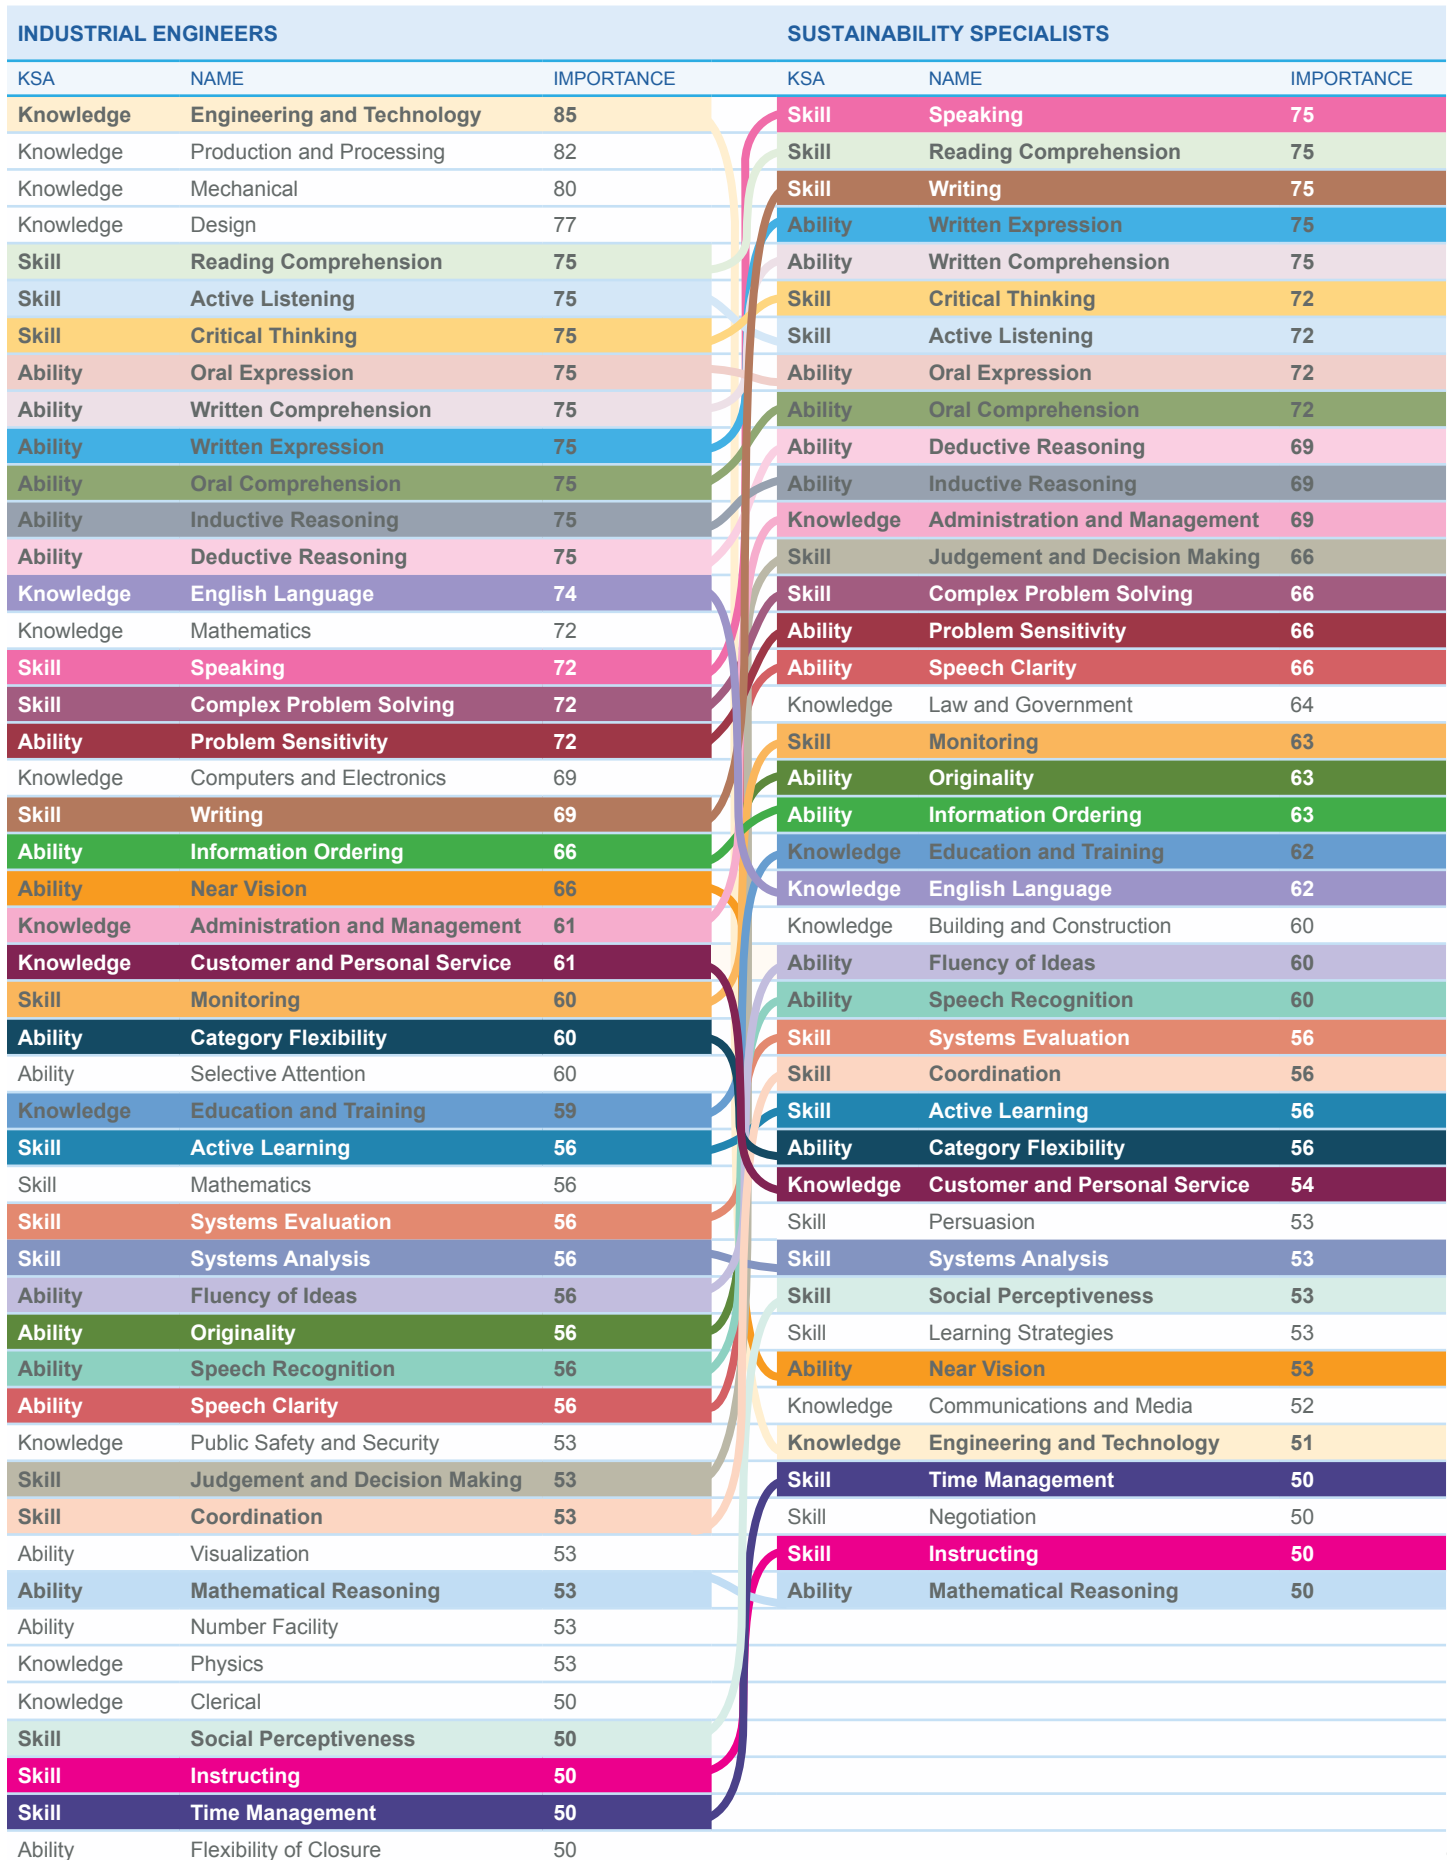 INDUSTRIAL ENGINEERS SUSTAINABILITY SPECIALISTS
KSA NAME IMPORTANCE KSA NAME IMPORTANCE
Knowledge Engineering and Technology 85 Skill Speaking 75
Knowledge Production and Processing 82 Skill Reading Comprehension 75
Knowledge Mechanical 80 Skill Writing 75
Knowledge Design 77 Ability Written Expression 75
Skill Reading Comprehension 75 Ability Written Comprehension 75
Skill Active Listening 75 Skill Critical Thinking 72
Skill Critical Thinking 75 Skill Active Listening 72
Ability Oral Expression 75 Ability Oral Expression 72
Ability Written Comprehension 75 Ability Oral Comprehension 72
Ability Written Expression 75 Ability Deductive Reasoning 69
Ability Oral Comprehension 75 Ability Inductive Reasoning 69
Ability Inductive Reasoning 75 Knowledge Administration and Management 69
Ability Deductive Reasoning 75 Skill Judgement and Decision Making 66
Knowledge English Language 74 Skill Complex Problem Solving 66
Knowledge Mathematics 72 Ability Problem Sensitivity 66
Skill Speaking 72 Ability Speech Clarity 66
Skill Complex Problem Solving 72 Knowledge Law and Government 64
Ability Problem Sensitivity 72 Skill Monitoring 63
Knowledge Computers and Electronics 69 Ability Originality 63
Skill Writing 69 Ability Information Ordering 63
Ability Information Ordering 66 Knowledge Education and Training 62
Ability Near Vision 66 Knowledge English Language 62
Knowledge Administration and Management 61 Knowledge Building and Construction 60
Knowledge Customer and Personal Service 61 Ability Fluency of Ideas 60
Skill Monitoring 60 Ability Speech Recognition 60
Ability Category Flexibility 60 Skill Systems Evaluation 56
Ability Selective Attention 60 Skill Coordination 56
Knowledge Education and Training 59 Skill Active Learning 56
Skill Active Learning 56 Ability Category Flexibility 56
Skill Mathematics 56 Knowledge Customer and Personal Service 54
Skill Systems Evaluation 56 Skill Persuasion 53
Skill Systems Analysis 56 Skill Systems Analysis 53
Ability Fluency of Ideas 56 Skill Social Perceptiveness 53
Ability Originality 56 Skill Learning Strategies 53
Ability Speech Recognition 56 Ability Near Vision 53
Ability Speech Clarity 56 Knowledge Communications and Media 52
Knowledge Public Safety and Security 53 Knowledge Engineering and Technology 51
Skill Judgement and Decision Making 53 Skill Time Management 50
Skill Coordination 53 Skill Negotiation 50
Ability Visualization 53 Skill Instructing 50
Ability Mathematical Reasoning 53 Ability Mathematical Reasoning 50
Ability Number Facility 53
Knowledge Physics 53
Knowledge Clerical 50
Skill Social Perceptiveness 50
Skill Instructing 50
Skill Time Management 50
Ability Flexibility of Closure 50